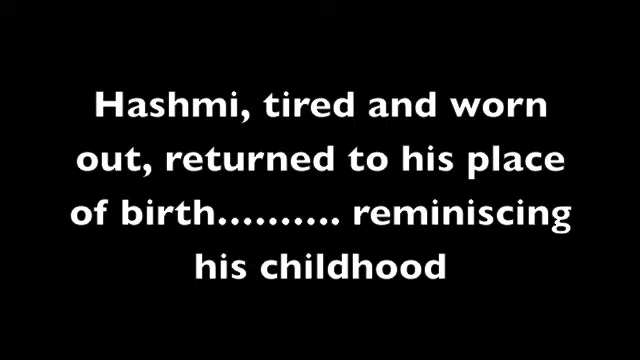 Hashmi, tired and worn
out, returned to his place
of birth.......... reminiscing
his childhood